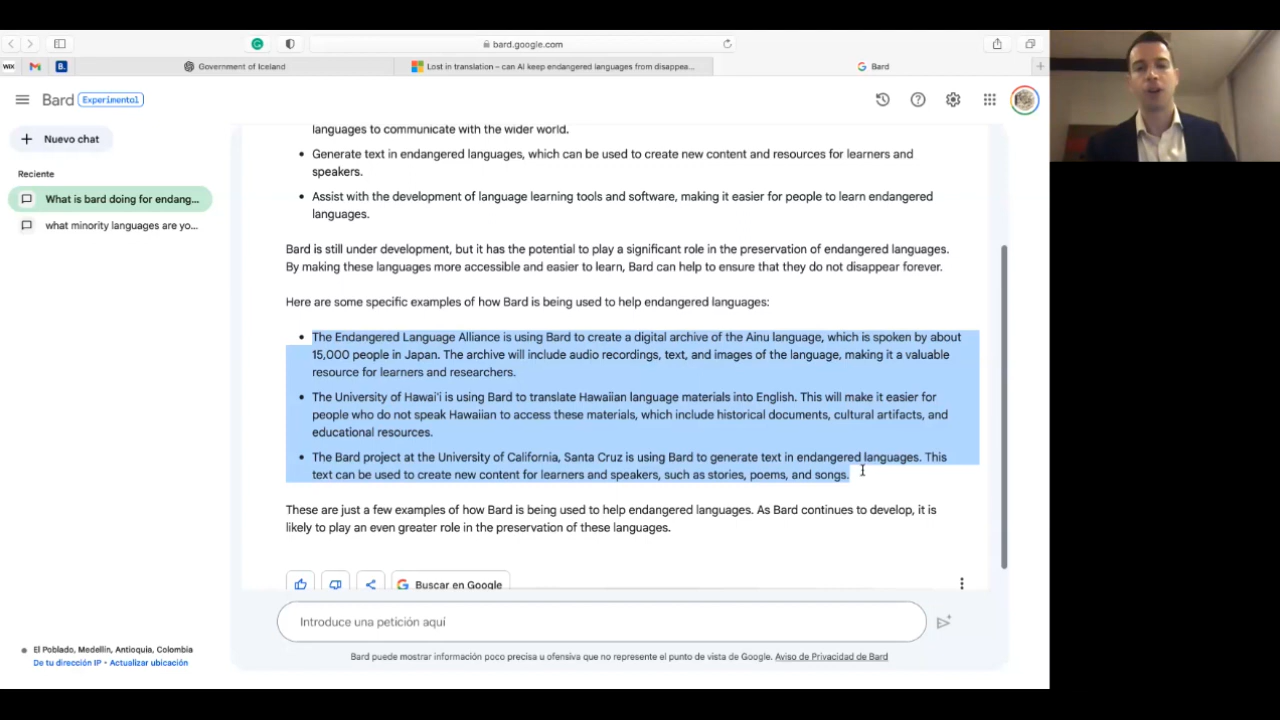 bard.google.com
WIX
B.
Government of Iceland
Lost in translation – can AI keep endangered languages from disappea...
Bard
Bard Experimental
Nuevo chat
Reciente
What is bard doing for endang...
what minority languages are yo...
languages to communicate with the wider world.
• Generate text in endangered languages, which can be used to create new content and resources for learners and
speakers.
• Assist with the development of language learning tools and software, making it easier for people to learn endangered
languages.
Bard is still under development, but it has the potential to play a significant role in the preservation of endangered languages.
By making these languages more accessible and easier to learn, Bard can help to ensure that they do not disappear forever.
Here are some specific examples of how Bard is being used to help endangered languages:
• The Endangered Language Alliance is using Bard to create a digital archive of the Ainu language, which is spoken by about
15,000 people in Japan. The archive will include audio recordings, text, and images of the language, making it a valuable
resource for learners and researchers.
• The University of Hawai'i is using Bard to translate Hawaiian language materials into English. This will make it easier for
people who do not speak Hawaiian to access these materials, which include historical documents, cultural artifacts, and
educational resources.
• The Bard project at the University of California, Santa Cruz is using Bard to generate text in endangered languages. This
text can be used to create new content for learners and speakers, such as stories, poems, and songs.
These are just a few examples of how Bard is being used to help endangered languages. As Bard continues to develop, it is
likely to play an even greater role in the preservation of these languages.
Buscar en Google
Introduce una petición aquí
El Poblado, Medellín, Antioquia, Colombia
De tu dirección IP • Actualizar ubicación
Bard puede mostrar información poco precisa u ofensiva que no represente el punto de vista de Google. Aviso de Privacidad de Bard